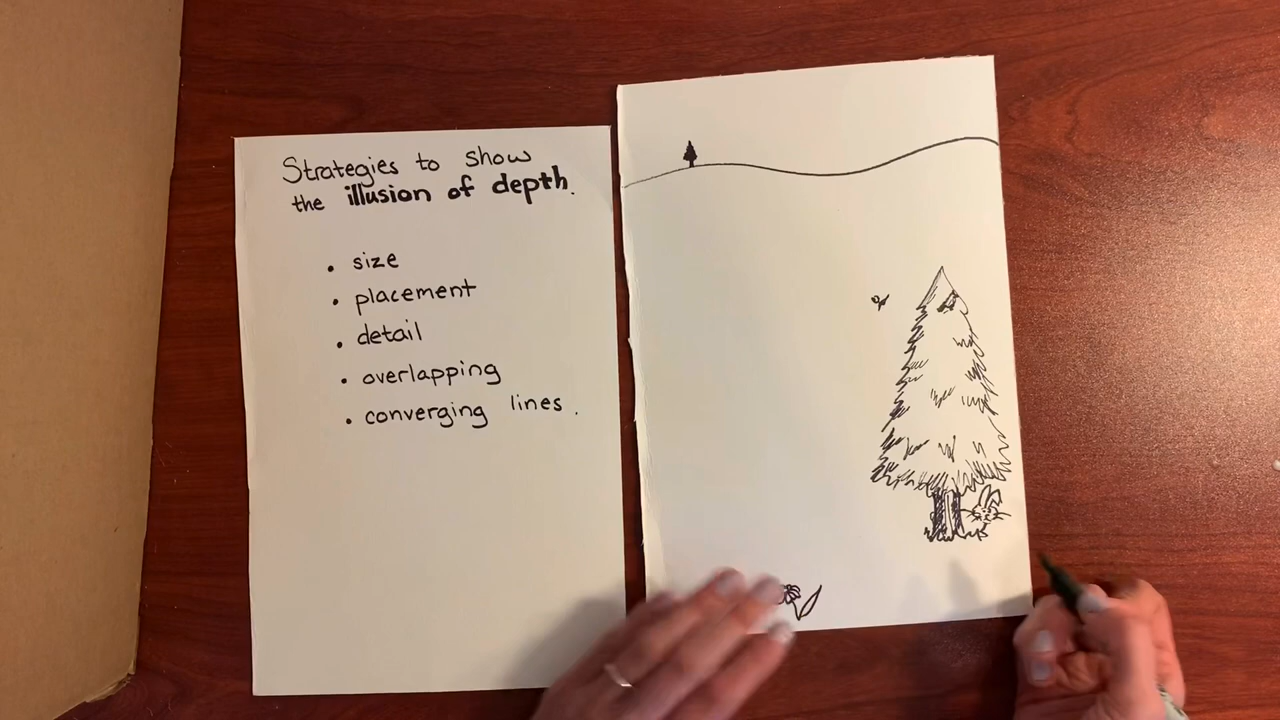 Strategies to show
the illusion of depth.
• size
• placement
• detail
• overlapping
• converging lines.